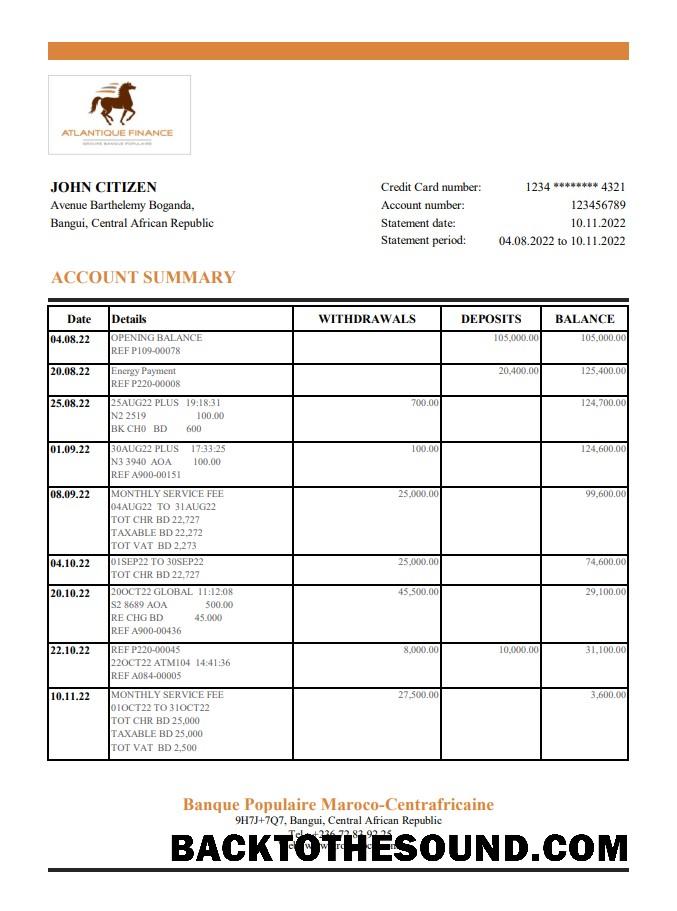 ATLANTIQUE FINANCE
GROUPE BANQUE POPULAIRE
JOHN CITIZEN
Avenue Barthelemy Boganda,
Bangui, Central African Republic
Credit Card number: 1234 ******** 4321
Account number: 123456789
Statement date: 10.11.2022
Statement period: 04.08.2022 to 10.11.2022
ACCOUNT SUMMARY
Date Details WITHDRAWALS DEPOSITS BALANCE
04.08.22 OPENING BALANCE 105,000.00 105,000.00
REF P109-00078
20.08.22 Energy Payment 20,400.00 125,400.00
REF P220-00008
25.08.22 25AUG22 PLUS 19:18:31 700.00 124,700.00
N2 2519 100.00
BK CH0 BD 600
01.09.22 30AUG22 PLUS 17:33:25 100.00 124,600.00
N3 3940 AOA 100.00
REF A900-00151
08.09.22 MONTHLY SERVICE FEE 25,000.00 99,600.00
04AUG22 TO 31AUG22
TOT CHR BD 22,727
TAXABLE BD 22,272
TOT VAT BD 2,273
04.10.22 01SEP22 TO 30SEP22 25,000.00 74,600.00
TOT CHR BD 22,727
20.10.22 20OCT22 GLOBAL 11:12:08 45,500.00 29,100.00
S2 8689 AOA 500.00
RE CHG BD 45.000
REF A900-00436
22.10.22 REF P220-00045 8,000.00 10,000.00 31,100.00
22OCT22 ATM104 14:41:36
REF A084-00005
10.11.22 MONTHLY SERVICE FEE 27,500.00 3,600.00
01OCT22 TO 31OCT22
TOT CHR BD 25,000
TAXABLE BD 25,000
TOT VAT BD 2,500
Banque Populaire Maroco-Centrafricaine
9H7J+7Q7, Bangui, Central African Republic
Tel.: +236 72 83 92 25
BACKTOTHESOUND.COM